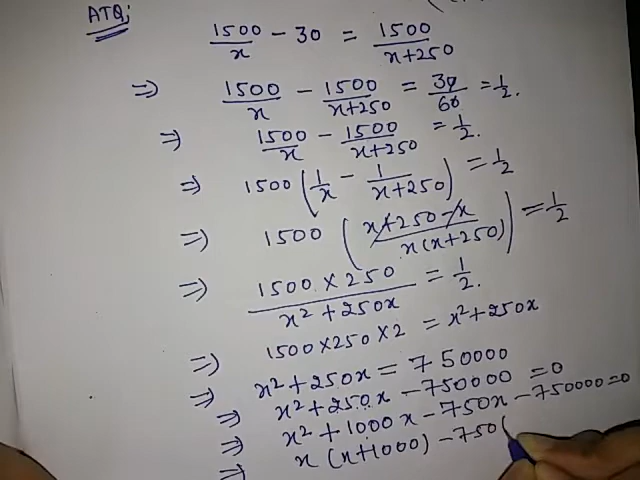 ATQ;
1500/x - 30 = 1500/x+250
⇒ 1500/x - 1500/x+250 = 30/60 = 1/2.
⇒ 1500/x - 1500/x+250 = 1/2.
⇒ 1500 (1/x - 1/x+250) = 1/2
⇒ 1500 (x+250-x/x(x+250)) = 1/2
⇒ 1500 × 250/x² + 250x = 1/2.
⇒ 1500×250×2 = x²+250x
⇒ x²+250x = 750000
⇒ x²+250x - 750000 = 0
⇒ x² + 1000x - 750x - 750000 = 0
⇒ x (x+1000) - 750(